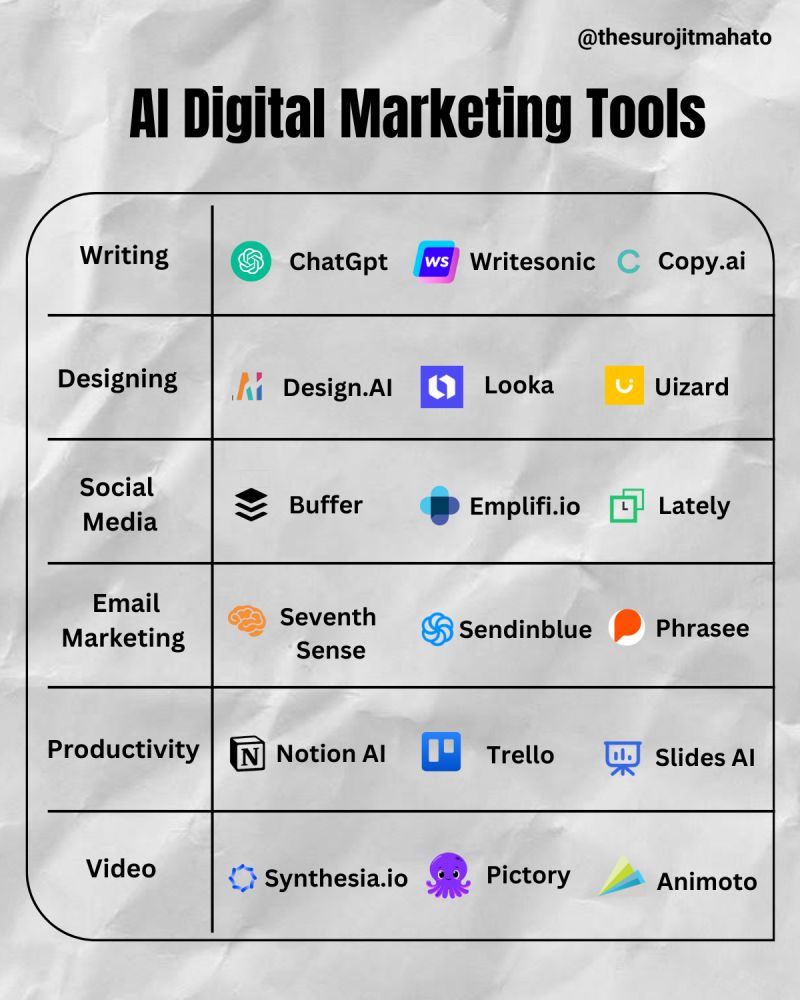 @thesurojitmahato
AI Digital Marketing Tools
Writing
ChatGpt
WS
Writesonic
Copy.ai
Designing
Design.AI
Looka
Uizard
Social
Media
Buffer
Emplifi.io
L
Lately
Email
Marketing
Seventh
Sense
Sendinblue
Phrasee
Productivity
N
Notion AI
Trello
Slides AI
Video
Synthesia.io
Pictory
Animoto